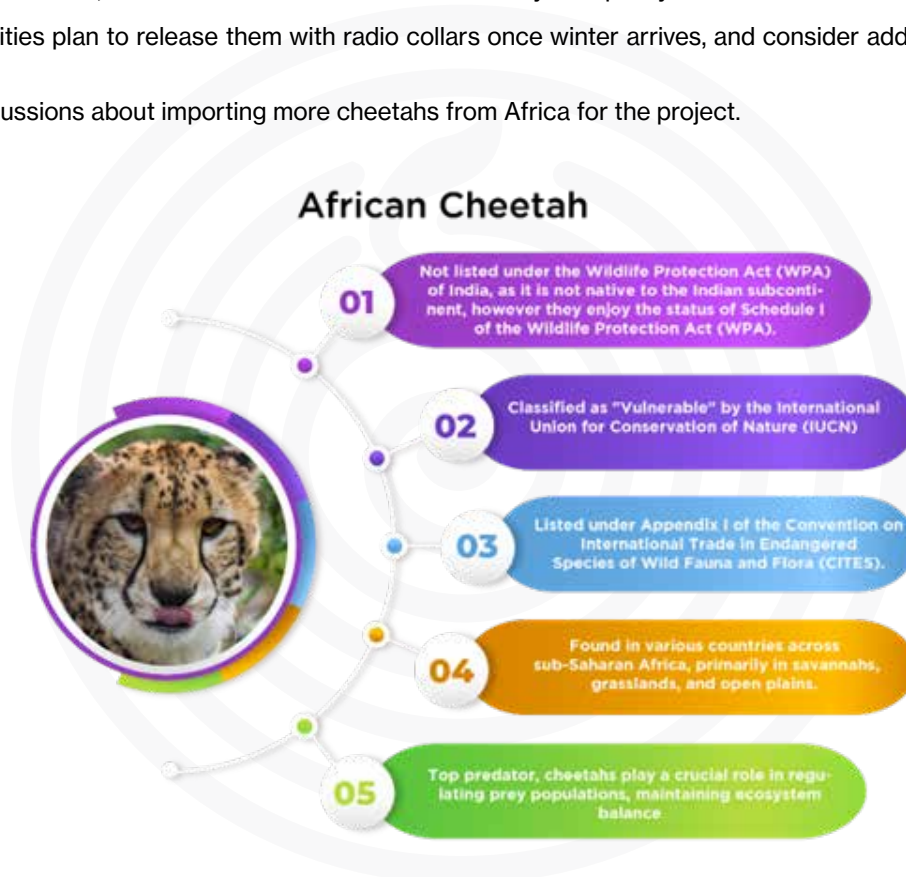 ities plan to release them with radio collars once winter arrives, and consider add
ussions about importing more cheetahs from Africa for the project.
African Cheetah
01
Not listed under the Wildlife Protection Act (WPA)
of India, as it is not native to the Indian subconti-
nent, however they enjoy the status of Schedule I
of the Wildlife Protection Act (WPA).
02
Classified as "Vulnerable" by the International
Union for Conservation of Nature (IUCN)
03
Listed under Appendix I of the Convention on
International Trade in Endangered
Species of Wild Fauna and Flora (CITES).
04
Found in various countries across
sub-Saharan Africa, primarily in savannahs,
grasslands, and open plains.
05
Top predator, cheetahs play a crucial role in regu-
lating prey populations, maintaining ecosystem
balance